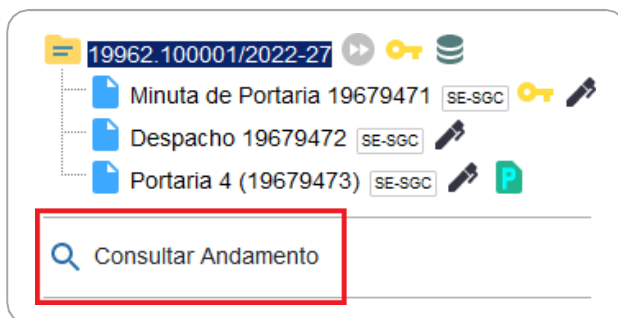 19962.100001/2022-27
Minuta de Portaria 19679471 SE-SGC
Despacho 19679472 SE-SGC
Portaria 4 (19679473) SE-SGC P
Consultar Andamento